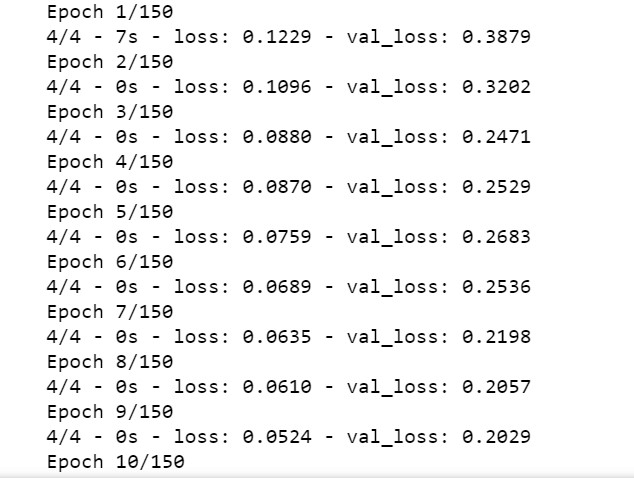 Epoch 1/150
4/4 - 7s - loss: 0.1229 - val_loss: 0.3879
Epoch 2/150
4/4 - 0s - loss: 0.1096 - val_loss: 0.3202
Epoch 3/150
4/4 - 0s - loss: 0.0880 - val_loss: 0.2471
Epoch 4/150
4/4 - 0s - loss: 0.0870 - val_loss: 0.2529
Epoch 5/150
4/4 - 0s - loss: 0.0759 - val_loss: 0.2683
Epoch 6/150
4/4 - 0s - loss: 0.0689 - val_loss: 0.2536
Epoch 7/150
4/4 - 0s - loss: 0.0635 - val_loss: 0.2198
Epoch 8/150
4/4 - 0s - loss: 0.0610 - val_loss: 0.2057
Epoch 9/150
4/4 - 0s - loss: 0.0524 - val_loss: 0.2029
Epoch 10/150